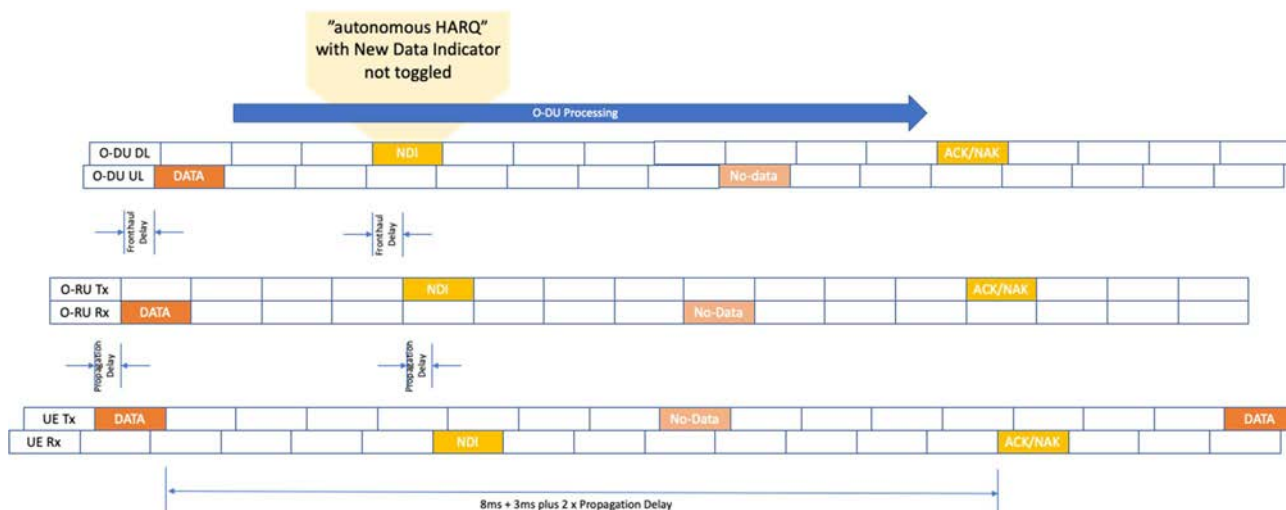 ”autonomous HARQ”
with New Data Indicator
not toggled
O-DU Processing
O-DU DL NDI ACK/NAK
O-DU UL DATA No-data
Fronthaul
Delay
Fronthaul
Delay
O-RU Tx NDI ACK/NAK
O-RU Rx DATA No-Data
Propagation
Delay
Propagation
Delay
UE Tx DATA No-Data DATA
UE Rx NDI ACK/NAK
8ms + 3ms plus 2 x Propagation Delay